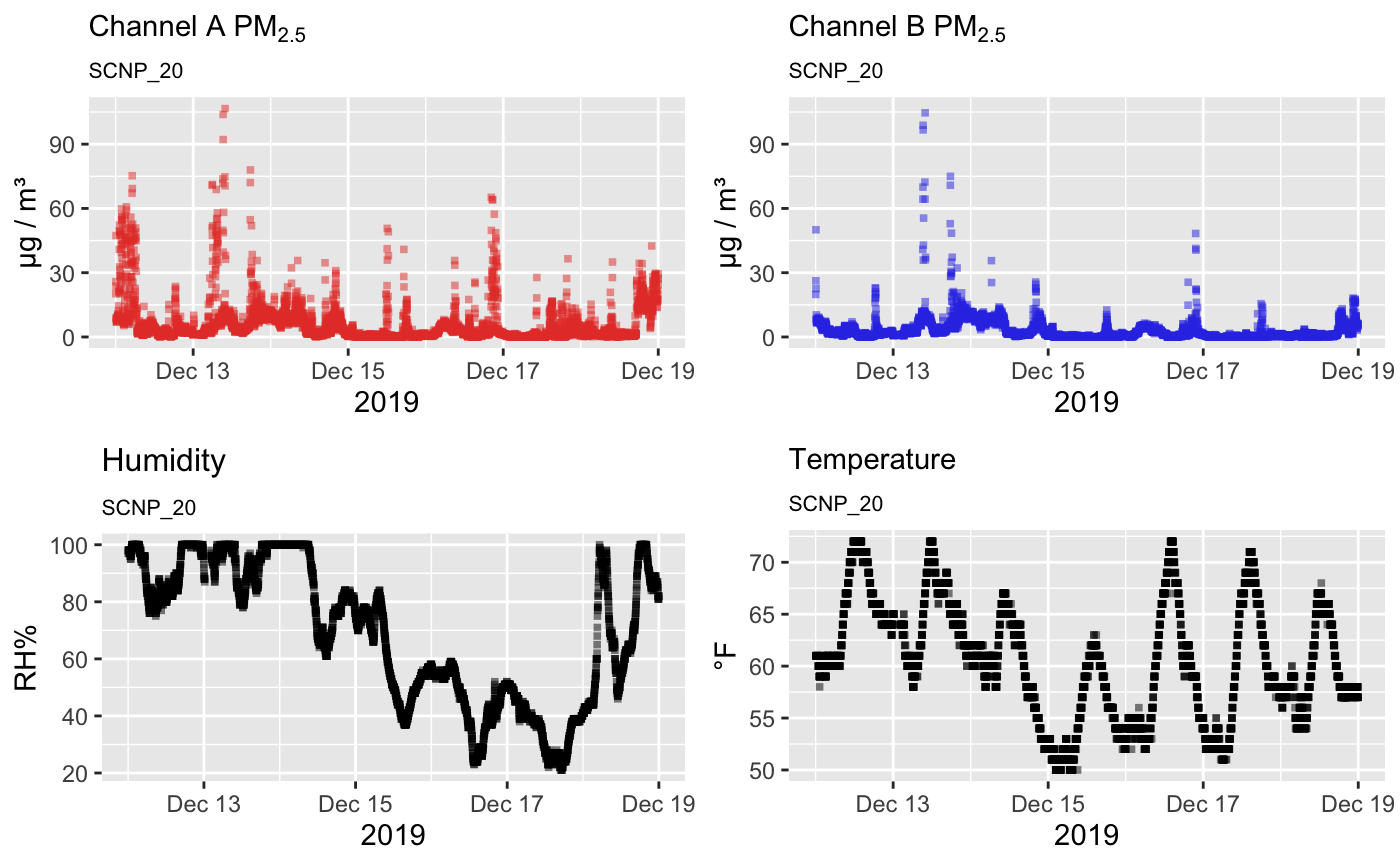 Channel A PM2.5
SCNP_20
90
60
30
0
µg / m³
Dec 13 Dec 15 Dec 17 Dec 19
2019
Channel B PM2.5
SCNP_20
90
60
30
0
µg / m³
Dec 13 Dec 15 Dec 17 Dec 19
2019
Humidity
SCNP_20
100
80
60
40
20
RH%
Dec 13 Dec 15 Dec 17 Dec 19
2019
Temperature
SCNP_20
70
65
60
55
50
°F
Dec 13 Dec 15 Dec 17 Dec 19
2019